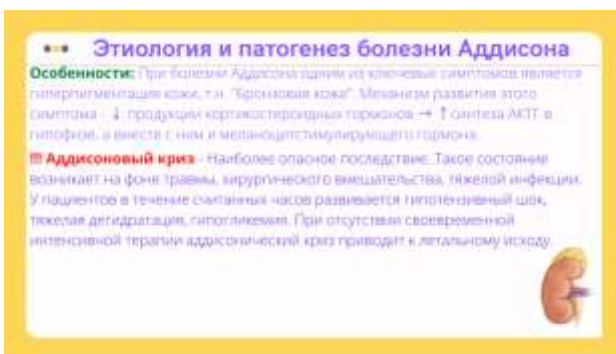 Этиология и патогенез болезни Аддисона
Особенности: При болезни Аддисона одним из ключевых симптомов является
гиперпигментация кожи, т.н. "бронзовая кожа". Механизм развития этого
симптома - ↓ продукции кортикостероидных гормонов → ↑ синтеза АКТГ в
гипофизе, а вместе с ним и меланоцитстимулирующего гормона.
!!! Аддисоновый криз - Наиболее опасное последствие. Такое состояние
возникает на фоне травмы, хирургического вмешательства, тяжелой инфекции.
У пациентов в течение считанных часов развивается гипотензивный шок,
тяжелая дегидратация, гипогликемия. При отсутствии своевременной
интенсивной терапии аддисонический криз приводит к летальному исходу.